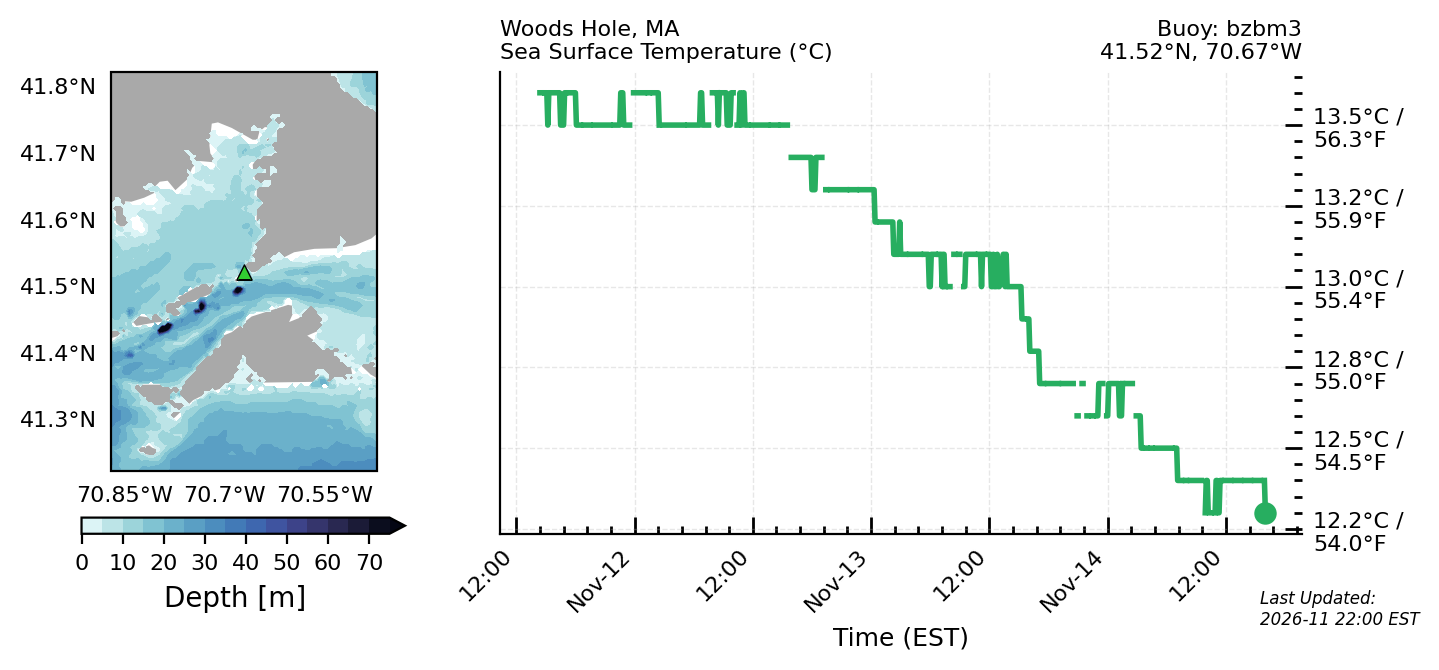 Woods Hole, MA
Sea Surface Temperature (°C)
Buoy: bzbm3
41.52°N, 70.67°W
41.8°N
41.7°N
41.6°N
41.5°N
41.4°N
41.3°N
70.85°W 70.7°W 70.55°W
0 10 20 30 40 50 60 70
Depth [m]
13.5°C /
56.3°F
13.2°C /
55.9°F
13.0°C /
55.4°F
12.8°C /
55.0°F
12.5°C /
54.5°F
12.2°C /
54.0°F
12:00
Nov-12
12:00
Nov-13
12:00
Nov-14
12:00
Time (EST)
Last Updated:
2026-11 22:00 EST